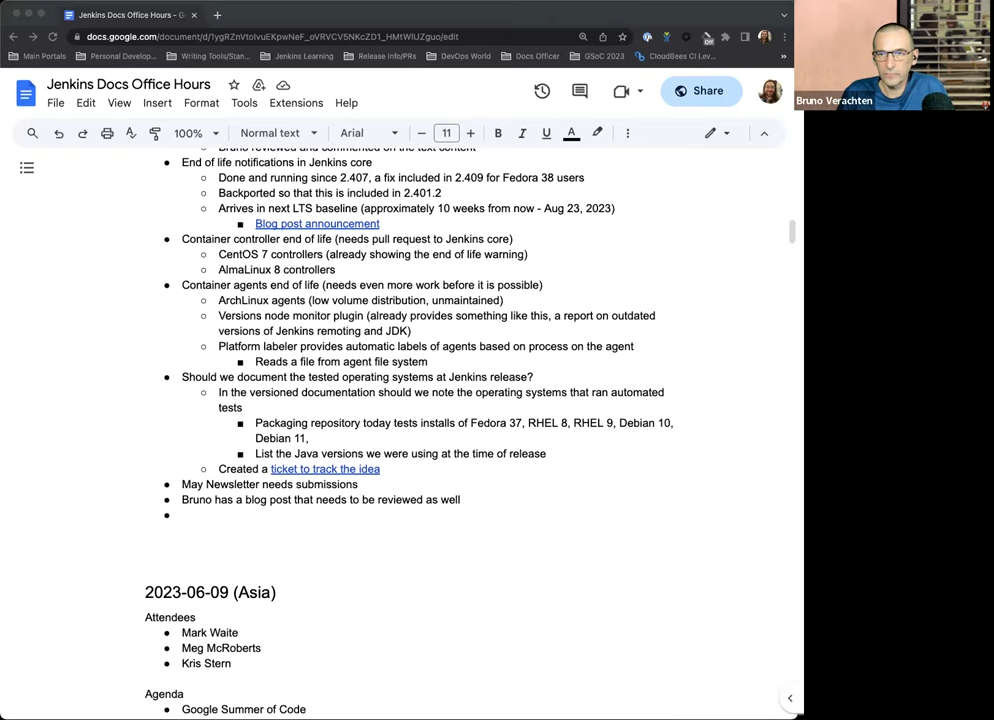 Jenkins Docs Office Hours - G
docs.google.com/document/d/1ygRZnVtoIvuEKpwNeF_oVRVCV5NKcZD1_HMtWlUZguo/edit
Main Portals
Personal Develop...
Writing Tools/Stan...
Jenkins Learning
Release Info/PRs
DevOps World
Docs Officer
GSoC 2023
CloudBees CI Lev...
Bruno Verachten
Jenkins Docs Office Hours
Share
File Edit View Insert Format Tools Extensions Help
100% Normal text Arial 11
Bruno reviewed and commented on the text content
End of life notifications in Jenkins core
Done and running since 2.407, a fix included in 2.409 for Fedora 38 users
Backported so that this is included in 2.401.2
Arrives in next LTS baseline (approximately 10 weeks from now - Aug 23, 2023)
Blog post announcement
Container controller end of life (needs pull request to Jenkins core)
CentOS 7 controllers (already showing the end of life warning)
AlmaLinux 8 controllers
Container agents end of life (needs even more work before it is possible)
ArchLinux agents (low volume distribution, unmaintained)
Versions node monitor plugin (already provides something like this, a report on outdated
versions of Jenkins remoting and JDK)
Platform labeler provides automatic labels of agents based on process on the agent
Reads a file from agent file system
Should we document the tested operating systems at Jenkins release?
In the versioned documentation should we note the operating systems that ran automated
tests
Packaging repository today tests installs of Fedora 37, RHEL 8, RHEL 9, Debian 10,
Debian 11,
List the Java versions we were using at the time of release
Created a ticket to track the idea
May Newsletter needs submissions
Bruno has a blog post that needs to be reviewed as well
2023-06-09 (Asia)
Attendees
Mark Waite
Meg McRoberts
Kris Stern
Agenda
Google Summer of Code